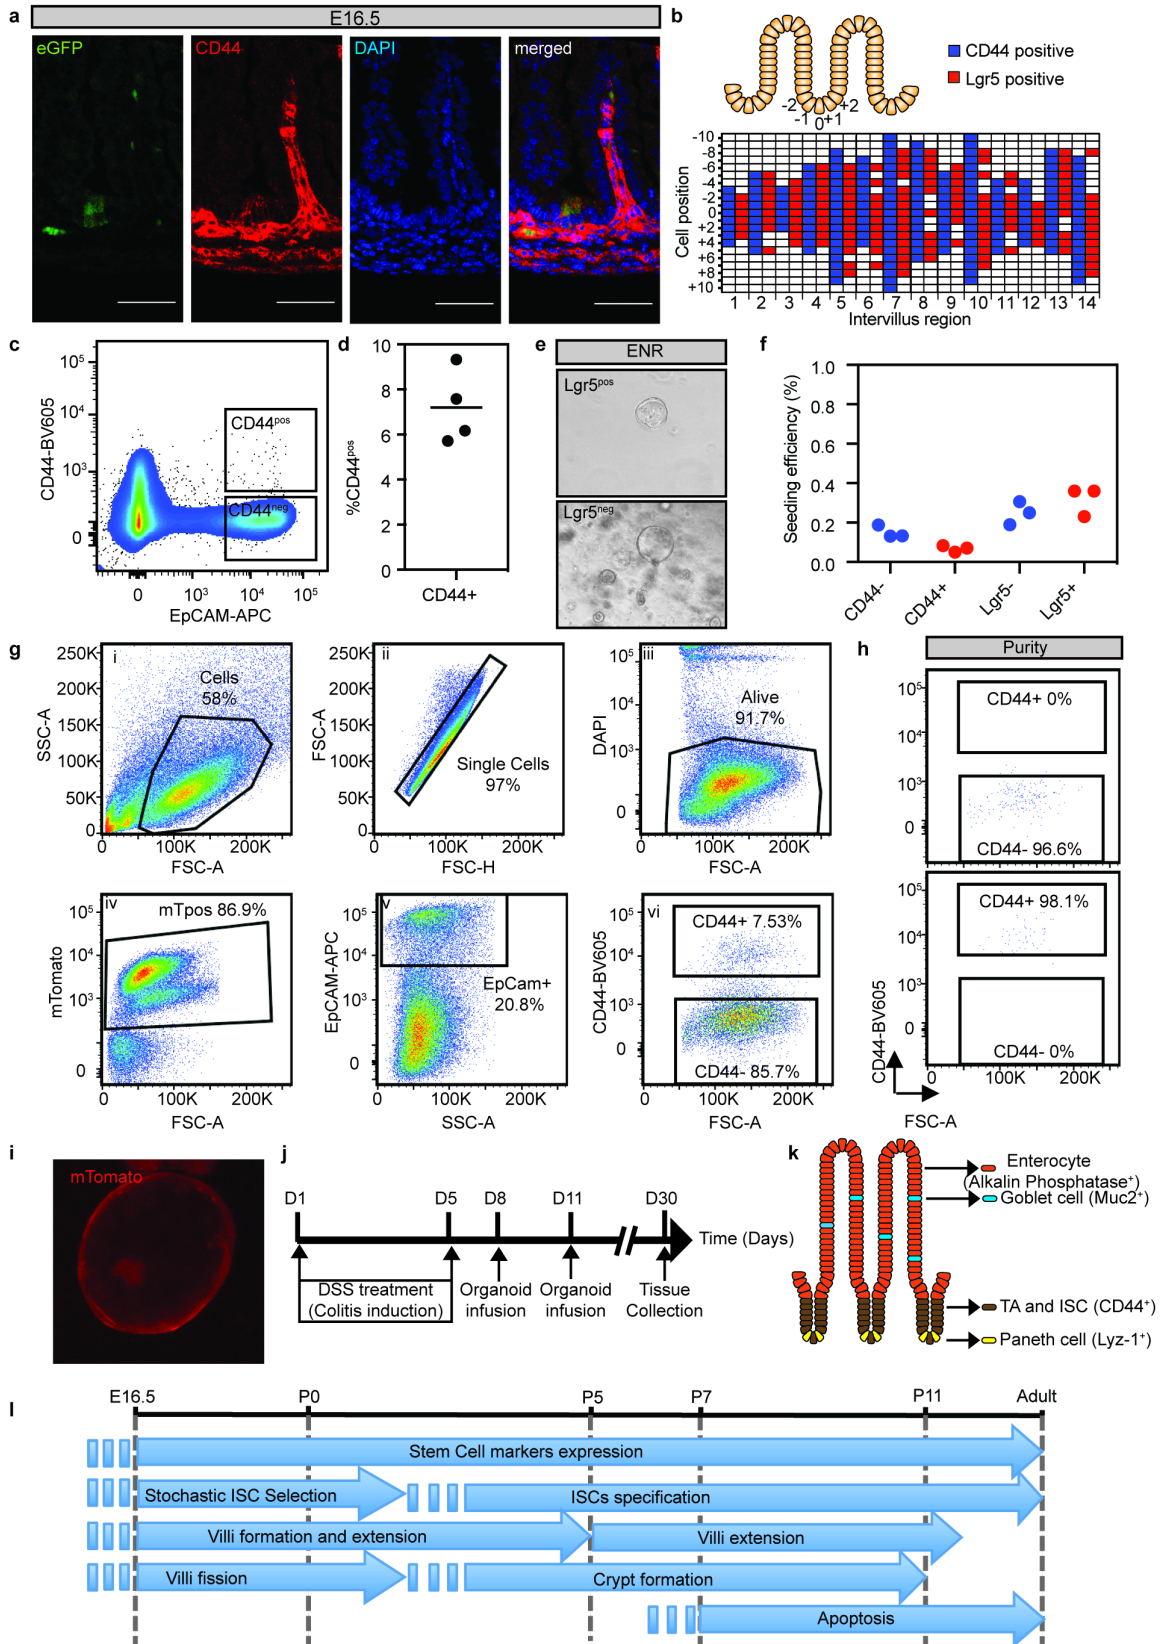 a
E16.5
eGFP
CD44
DAPI
merged
b
CD44 positive
Lgr5 positive
-2
-1
0
+1
+2
Cell position
-10
-8
-6
-4
-2
0
+2
+4
+6
+8
+10
1 2 3 4 5 6 7 8 9 10 11 12 13 14
Intervillus region
c
CD44-BV605
10⁵
10⁴
10³
0
CD44ᵖᵒˢ
CD44ⁿᵉᵍ
0 10³ 10⁴ 10⁵
EpCAM-APC
d
%CD44ᵖᵒˢ
10
8
6
4
2
0
CD44+
e
ENR
Lgr5ᵖᵒˢ
Lgr5ⁿᵉᵍ
f
Seeding efficiency (%)
1.0
0.8
0.6
0.4
0.2
0.0
CD44-
CD44+
Lgr5-
Lgr5+
g
i
SSC-A
250K
200K
150K
100K
50K
0
Cells
58%
0 100K 200K
FSC-A
ii
FSC-A
250K
200K
150K
100K
50K
0
Single Cells
97%
0 100K 200K
FSC-H
iii
DAPI
10⁵
10⁴
10³
0
Alive
91.7%
0 100K 200K
FSC-A
iv
mTomato
10⁵
10⁴
10³
0
mTpos 86.9%
0 100K 200K
FSC-A
v
EpCAM-APC
10⁵
10⁴
10³
0
EpCam+
20.8%
0 100K 200K
SSC-A
vi
CD44-BV605
10⁵
10⁴
10³
0
CD44+ 7.53%
CD44- 85.7%
0 100K 200K
FSC-A
h
Purity
10⁵
10⁴
10³
0
CD44+ 0%
CD44- 96.6%
10⁵
10⁴
10³
0
CD44+ 98.1%
CD44- 0%
CD44-BV605
0 100K 200K
FSC-A
i
mTomato
j
D1 D5 D8 D11 D30
Time (Days)
DSS treatment
(Colitis induction)
Organoid
infusion
Organoid
infusion
Tissue
Collection
k
Enterocyte
(Alkalin Phosphatase⁺)
Goblet cell (Muc2⁺)
TA and ISC (CD44⁺)
Paneth cell (Lyz-1⁺)
l
E16.5 P0 P5 P7 P11 Adult
Stem Cell markers expression
Stochastic ISC Selection
ISCs specification
Villi formation and extension
Villi extension
Villi fission
Crypt formation
Apoptosis